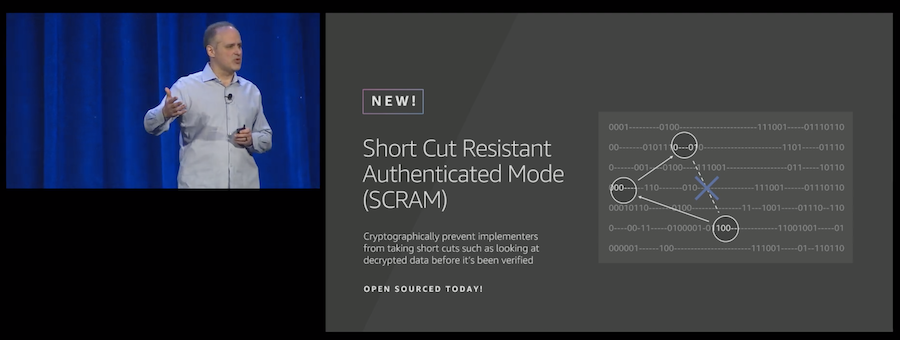 NEW!
Short Cut Resistant
Authenticated Mode
(SCRAM)
Cryptographically prevent implementers
from taking short cuts such as looking at
decrypted data before it's been verified
OPEN SOURCED TODAY!
0001---------0100-----------------------111001-----01110110
00-------0101110---010-------------------1101----01110
0-----001----0100----111001------------------011----10110
000-----110-------010-----------------111001-----01110110
00010110-------0100--------------11---1001-----01110--110
0----00-11-----0100001-01100---------------11001001-----01
000001-----100----------------------111001-----01--110110